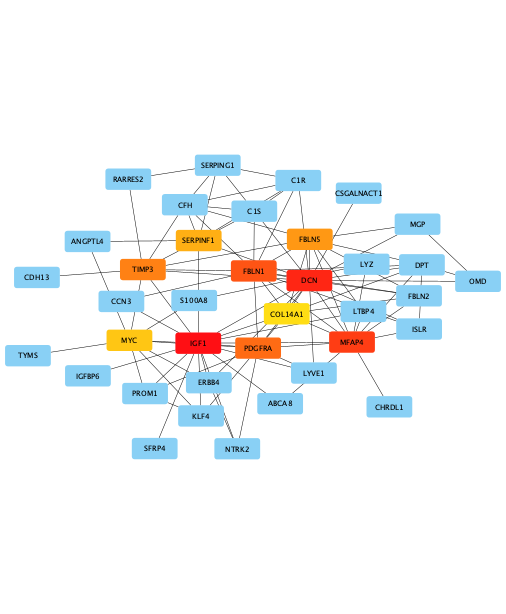 SERPING1
RARRES2
C1R
CSGALNACT1
CFH
C1S
MGP
ANGPTL4
SERPINF1
FBLN5
CDH13
TIMP3
FBLN1
DCN
LYZ
DPT
OMD
CCN3
S100A8
COL14A1
LTBP4
FBLN2
ISLR
MYC
IGF1
PDGFRA
MFAP4
TYMS
IGFBP6
PROM1
ERBB4
LYVE1
KLF4
ABCA8
CHRDL1
SFRP4
NTRK2